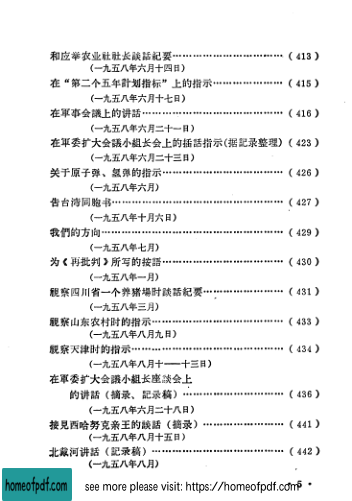 和应举农业社社长談話紀要……………………………(413)
(一九五八年六月十四日)
在“第二个五年計划指标”上的指示…………………(415)
(一九五八年六月十七日)
在軍事会議上的讲話……………………………………(416)
(一九五八年六月二十一日)
在軍委扩大会議小組长会上的插話指示(据記录整理)(423)
(一九五八年六月二十三日)
关于原子弹、氢弹的指示………………………………(426)
(一九五八年六月)
告台湾同胞书……………………………………………(427)
(一九五八年十月六日)
我們的方向………………………………………………(429)
(一九五八年七月)
为《再批判》所写的按語………………………………(430)
(一九五八年一月)
視察四川省一个养猪場时談話紀要……………………(431)
(一九五八年三月)
視察山东农村时的指示…………………………………(433)
(一九五八年八月九日)
視察天津时的指示………………………………………(434)
(一九五八年八月十——十三日)
在軍委扩大会議小組长座談会上
的讲話(摘录、記录稿)………………………………(436)
(一九五八年六月二十八日)
接見西哈努克亲王的談話(摘录)……………………(441)
(一九五八年八月十五日)
北戴河讲話(記录稿)…………………………………(442)
(一九五八年八月)
• 5 •
homeofpdf.com
see more please visit: https://homeofpdf.com